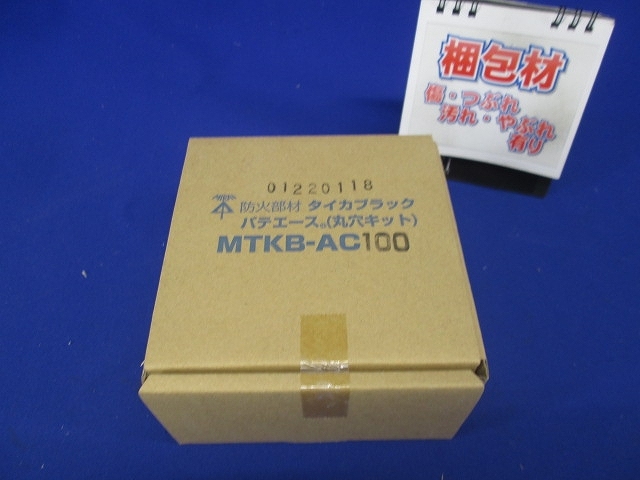 梱包材
傷・つぶれ
汚れ・やぶれ
有り
01220118
防火部材 タイカブラック
パテエース。(丸穴キット)
MTKB-AC100